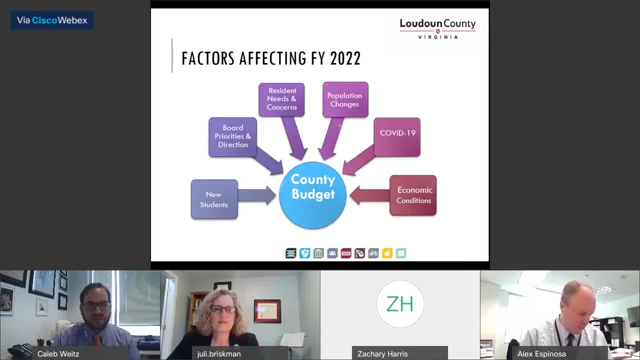 Via Cisco Webex
Loudoun County
VIRGINIA
FACTORS AFFECTING FY 2022
Resident
Needs &
Concerns
Population
Changes
Board
Priorities &
Direction
COVID-19
County
Budget
New
Students
Economic
Conditions
ZH
Caleb Weitz
juli.briskman
Zachary Harris
Alex Espinosa